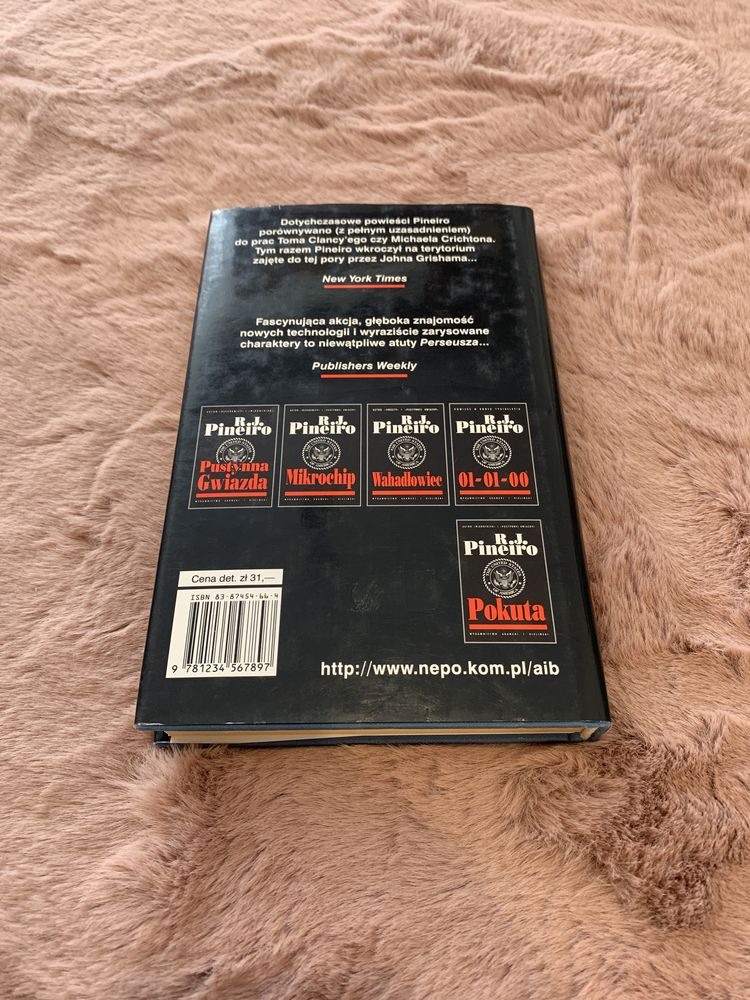 Dotychczasowe powieści Pineiro
porównywano (z pełnym uzasadnieniem)
do prac Toma Clancy'ego czy Michaela Crichtona.
Tym razem Pineiro wkroczył na terytorium
zajęte do tej pory przez Johna Grishama...
New York Times
Fascynująca akcja, głęboka znajomość
nowych technologii i wyraziście zarysowane
charaktery to niewątpliwe atuty Perseusza...
Publishers Weekly
R.J.
Pineiro
Pustynna
Gwiazda
R.J.
Pineiro
Mikrochip
R.J.
Pineiro
Wahadłowiec
R.J.
Pineiro
01-01-00
R.J.
Pineiro
Pokuta
Cena det. zł 31,—
ISBN 83-87454-66-4
9 781234 567897
http://www.nepo.kom.pl/aib